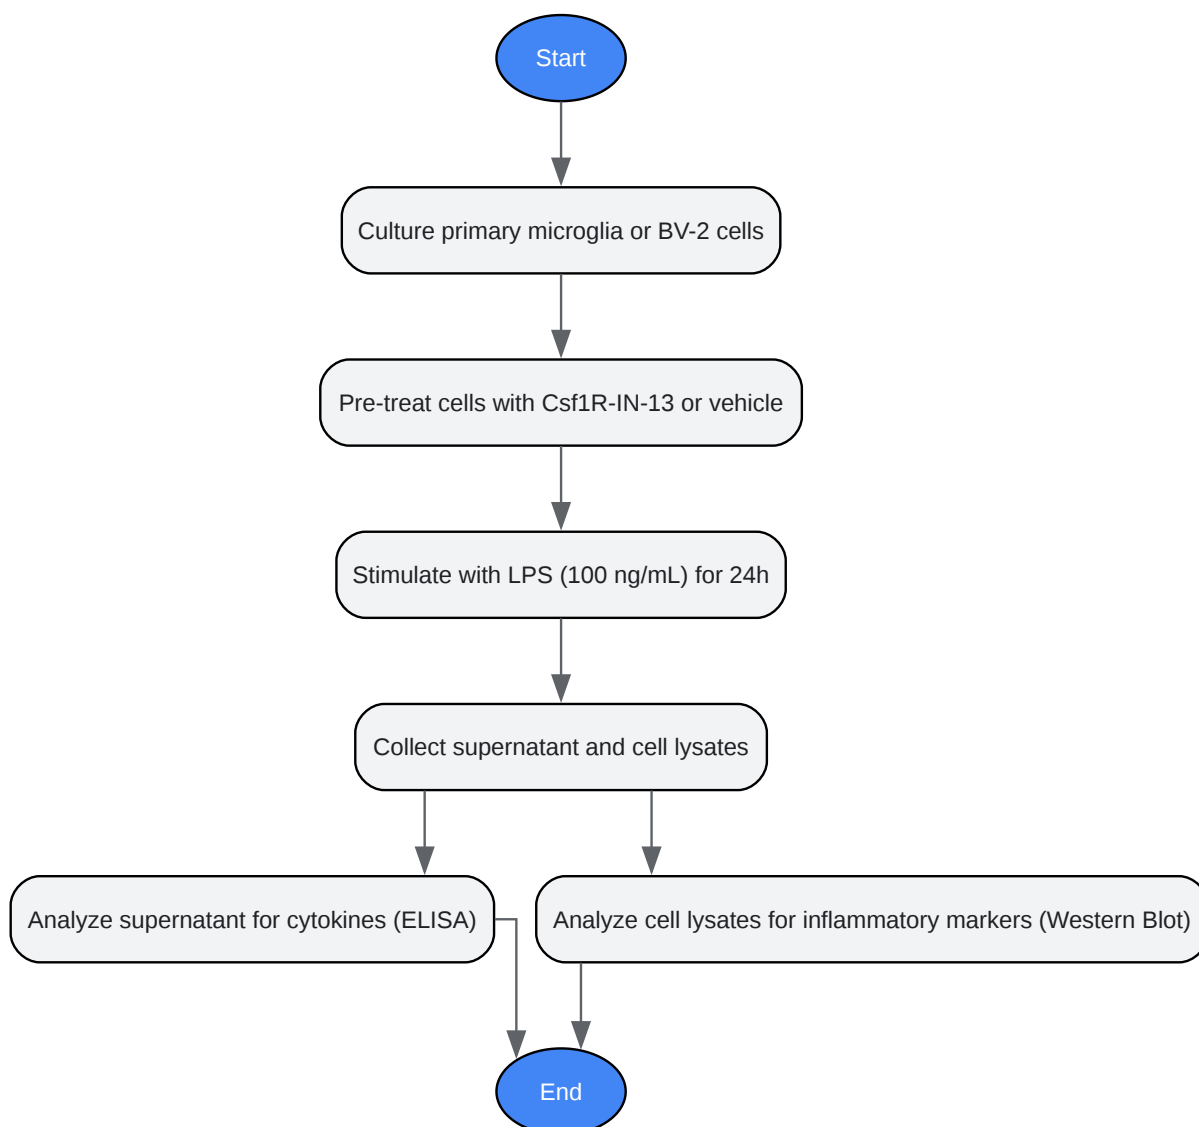 Start
Culture primary microglia or BV-2 cells
Pre-treat cells with Csf1R-IN-13 or vehicle
Stimulate with LPS (100 ng/mL) for 24h
Collect supernatant and cell lysates
Analyze supernatant for cytokines (ELISA)
Analyze cell lysates for inflammatory markers (Western Blot)
End